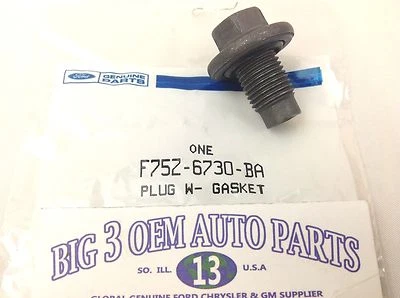 Ford
GENUINE
PARTS
ONE
F75Z-6730-BA
PLUG W- GASKET
BIG 3 OEM AUTO PARTS
SO. ILL. 13 U.S.A
GLOBAL GENUINE FORD CHRYSLER & GM SUPPLIER